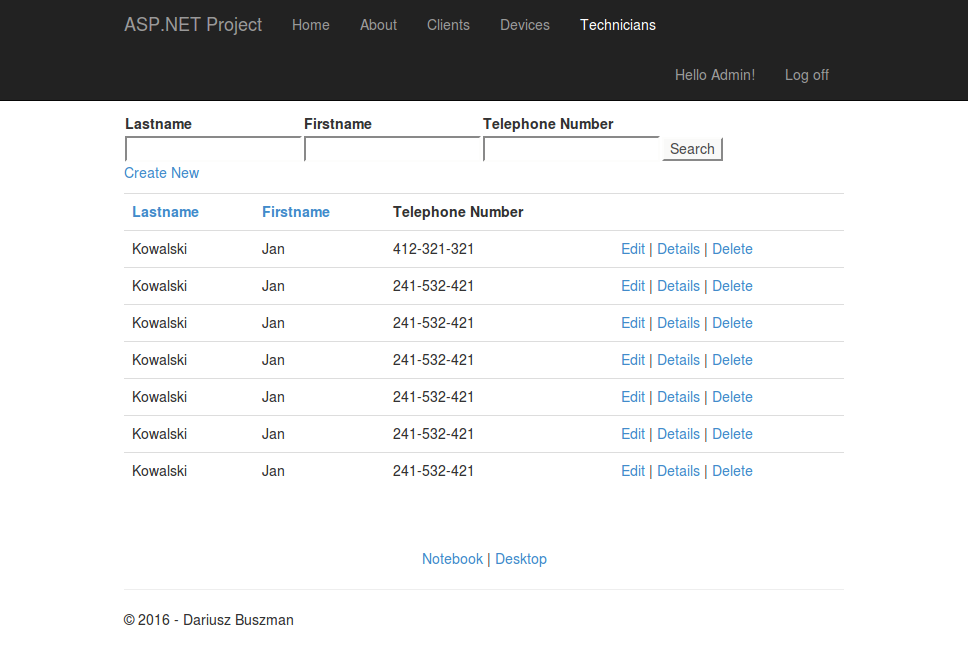 ASP.NET Project Home About Clients Devices Technicians
Hello Admin! Log off
Lastname Firstname Telephone Number
Search
Create New
Lastname Firstname Telephone Number
Kowalski Jan 412-321-321 Edit | Details | Delete
Kowalski Jan 241-532-421 Edit | Details | Delete
Kowalski Jan 241-532-421 Edit | Details | Delete
Kowalski Jan 241-532-421 Edit | Details | Delete
Kowalski Jan 241-532-421 Edit | Details | Delete
Kowalski Jan 241-532-421 Edit | Details | Delete
Kowalski Jan 241-532-421 Edit | Details | Delete
Notebook | Desktop
© 2016 - Dariusz Buszman